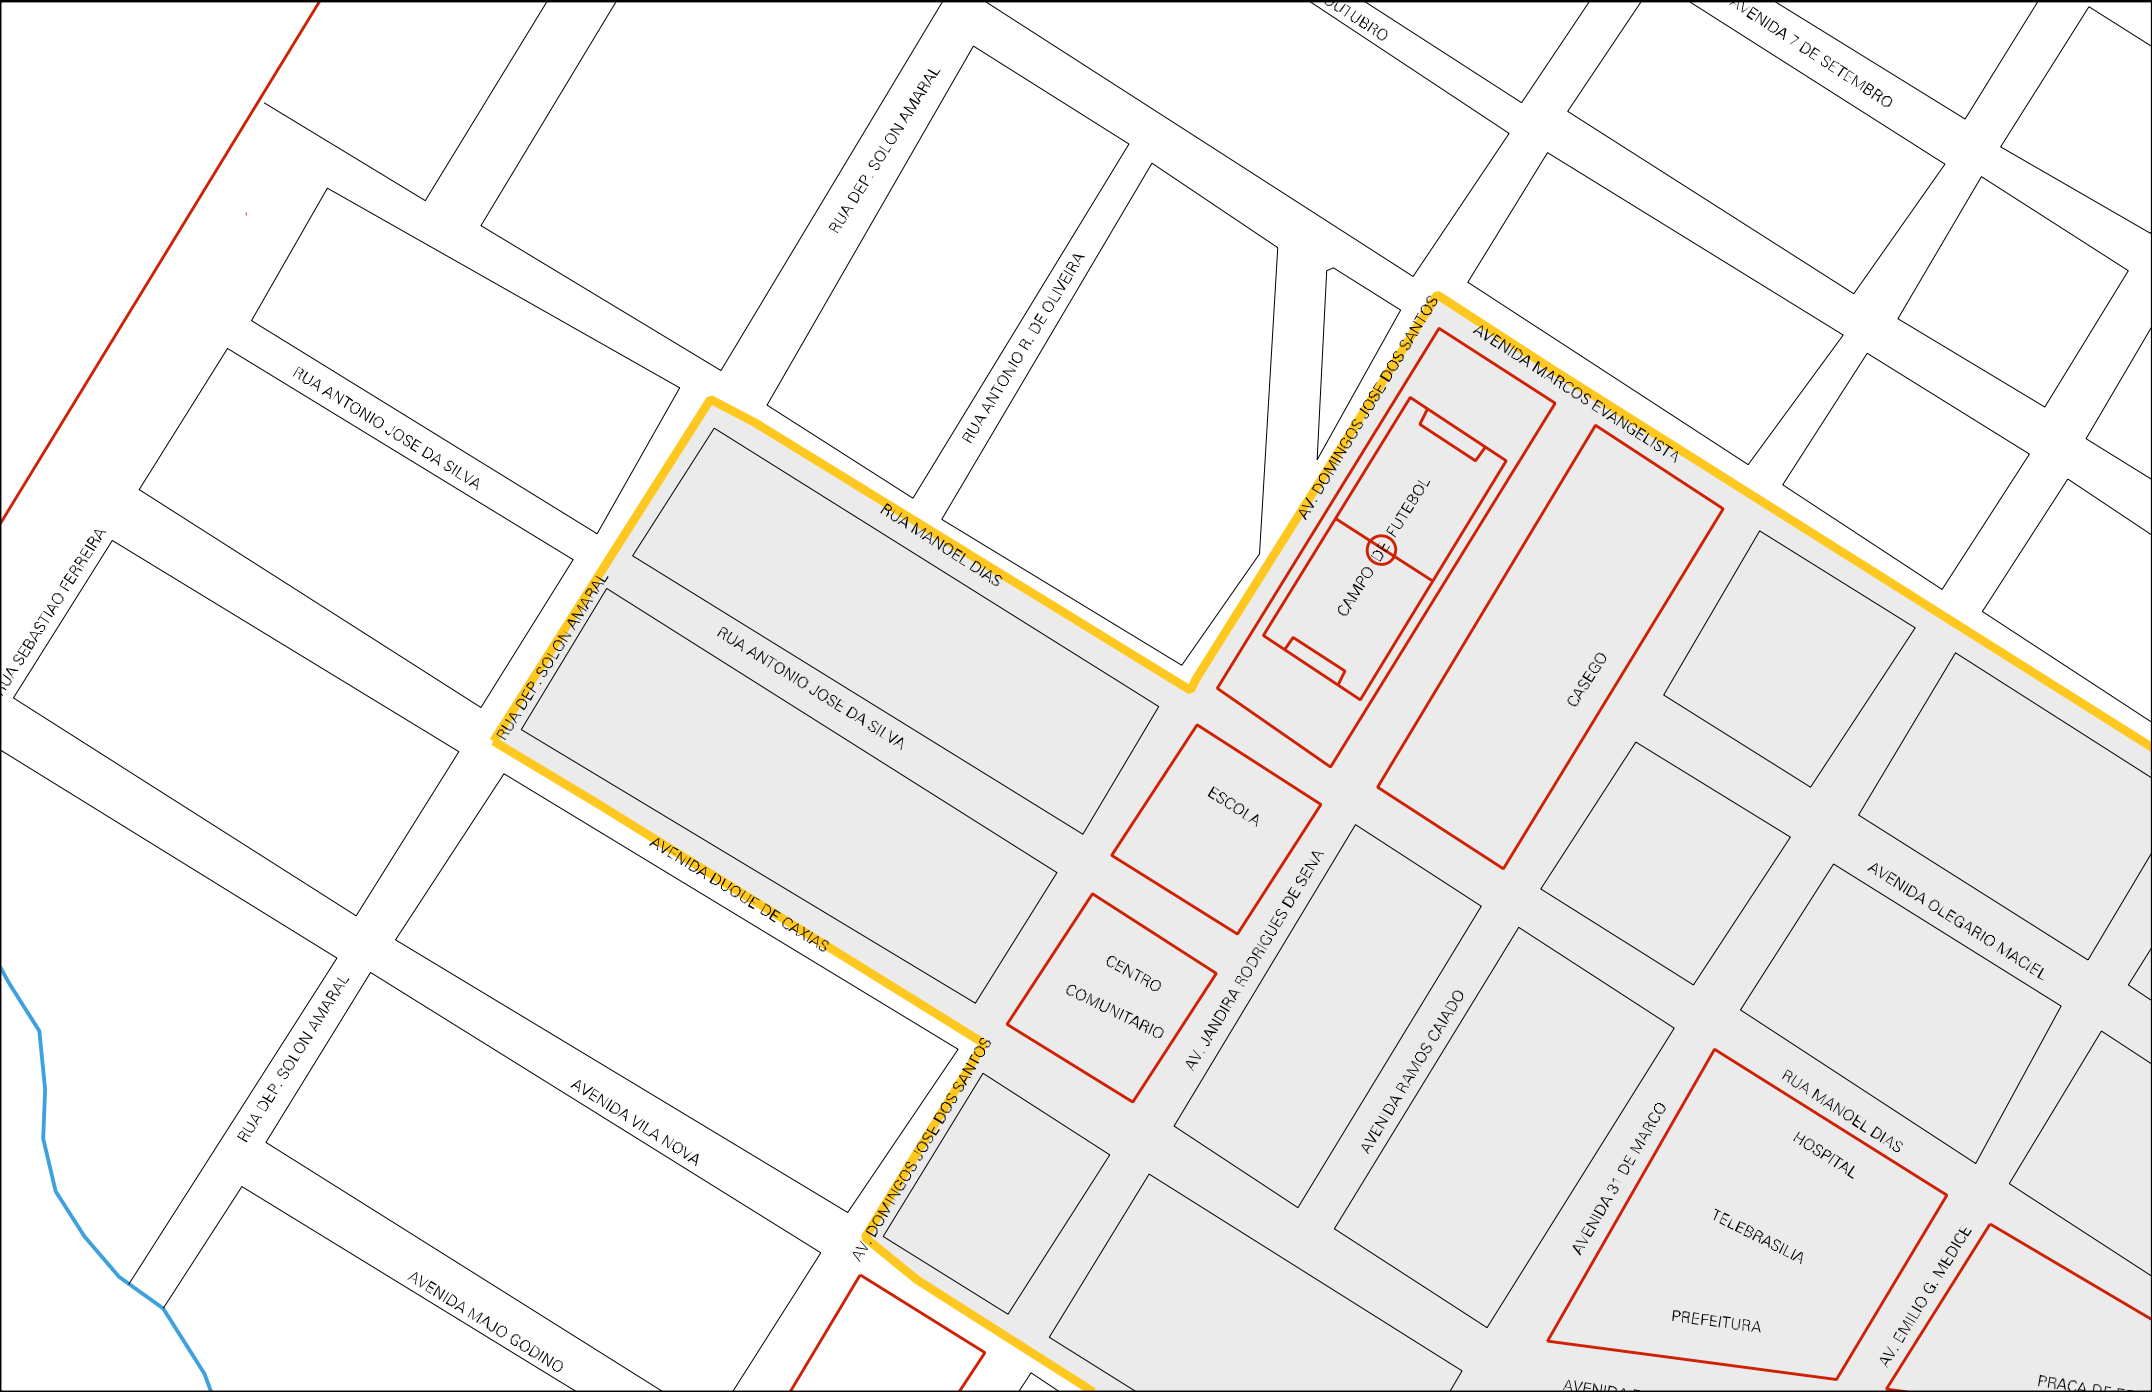 OUTUBRO
AVENIDA 7 DE SETEMBRO
RUA DEP. SOLON AMARAL
RUA ANTONIO R. DE OLIVEIRA
AV. DOMINGOS JOSE DOS SANTOS
AVENIDA MARCOS EVANGELISTA
RUA ANTONIO JOSE DA SILVA
RUA MANOEL DIAS
CAMPO DE FUTEBOL
RUA SEBASTIAO FERREIRA
RUA DEP. SOLON AMARAL
RUA ANTONIO JOSE DA SILVA
CASEGO
ESCOLA
AVENIDA DUQUE DE CAXIAS
AV. JANDIRA RODRIGUES DE SENA
AVENIDA OLEGARIO MACIEL
CENTRO
COMUNITARIO
RUA DEP. SOLON AMARAL
AVENIDA RAMOS CAIADO
AV. DOMINGOS JOSE DOS SANTOS
AVENIDA VILA NOVA
AVENIDA 31 DE MARCO
RUA MANOEL DIAS
HOSPITAL
TELEBRASILIA
PREFEITURA
AV. EMILIO G. MEDICE
AVENIDA MAJO GODINO
AVENIDA
PRACA DE